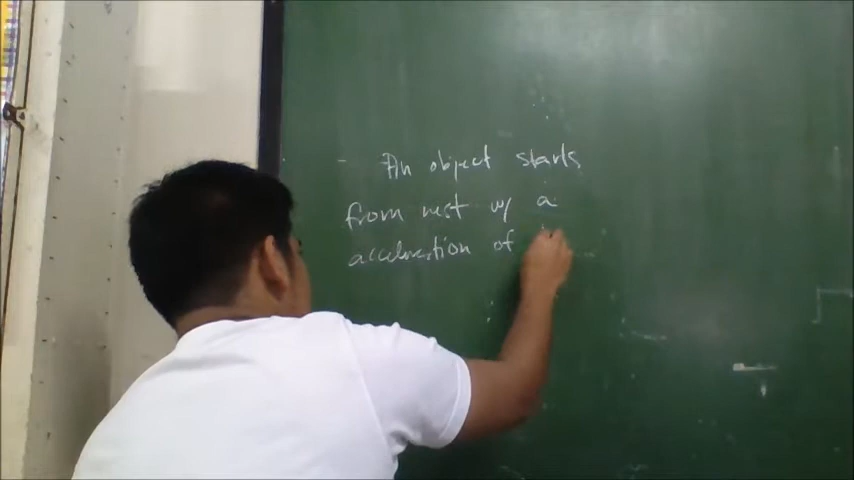 - An object starts
from rest w/ a
acceleration of